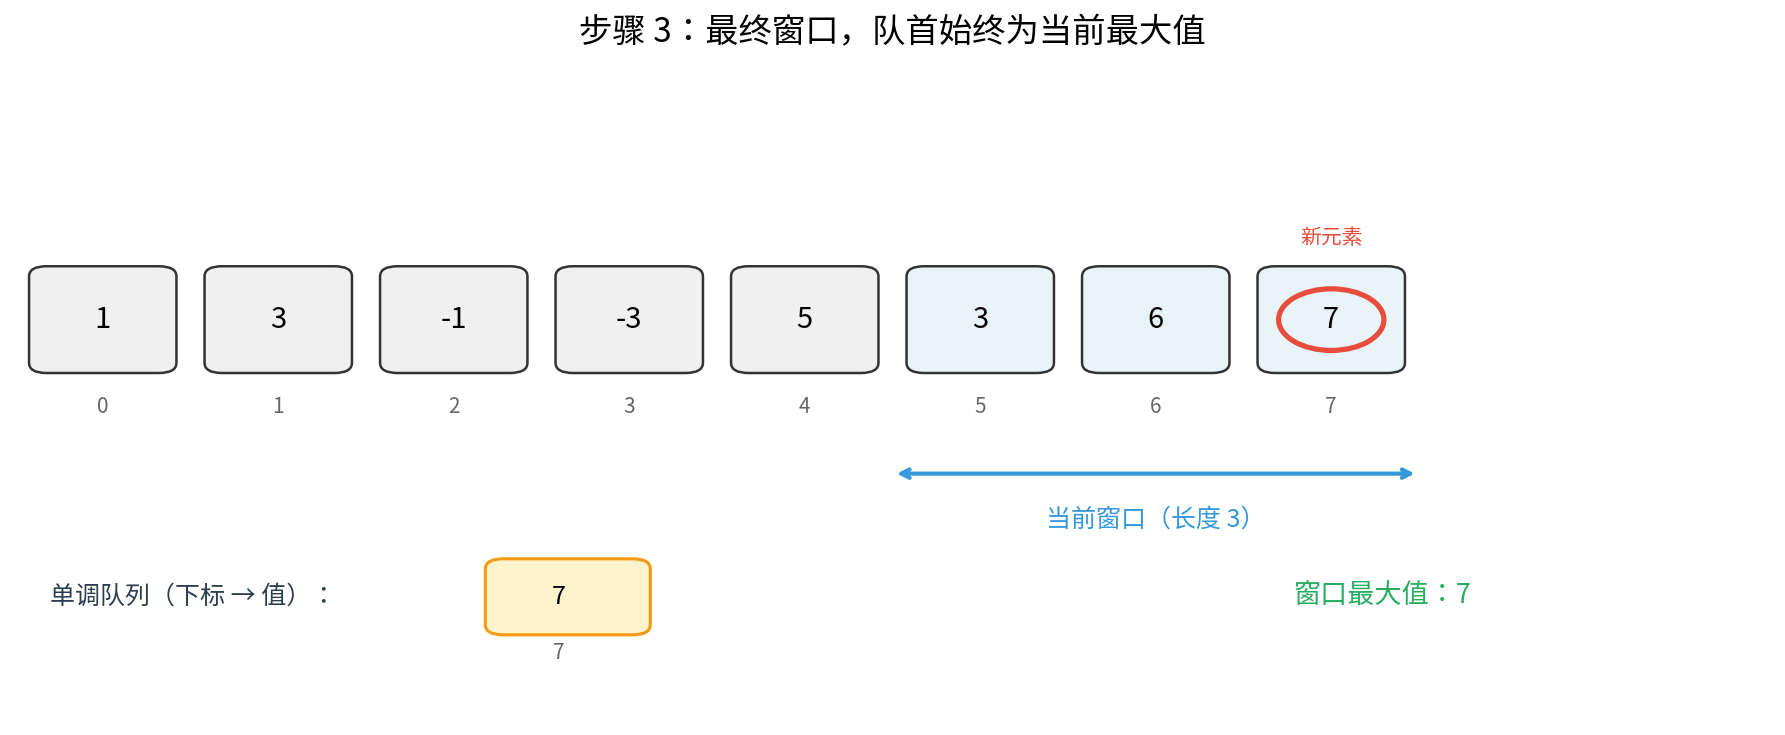 步骤 3：最终窗口，队首始终为当前最大值
新元素
1 3 -1 -3 5 3 6 7
0 1 2 3 4 5 6 7
当前窗口（长度 3）
单调队列（下标 → 值）： 7 窗口最大值：7
7